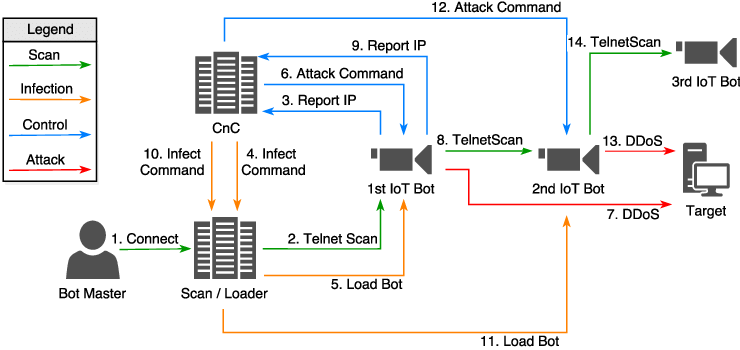 12. Attack Command
Legend
Scan
Infection
Control
Attack
9. Report IP
6. Attack Command
3. Report IP
CnC
14. TelnetScan
3rd IoT Bot
10. Infect
Command
4. Infect
Command
8. TelnetScan
13. DDoS
1st IoT Bot
2nd IoT Bot
7. DDoS
Target
1. Connect
2. Telnet Scan
Bot Master
Scan / Loader
5. Load Bot
11. Load Bot